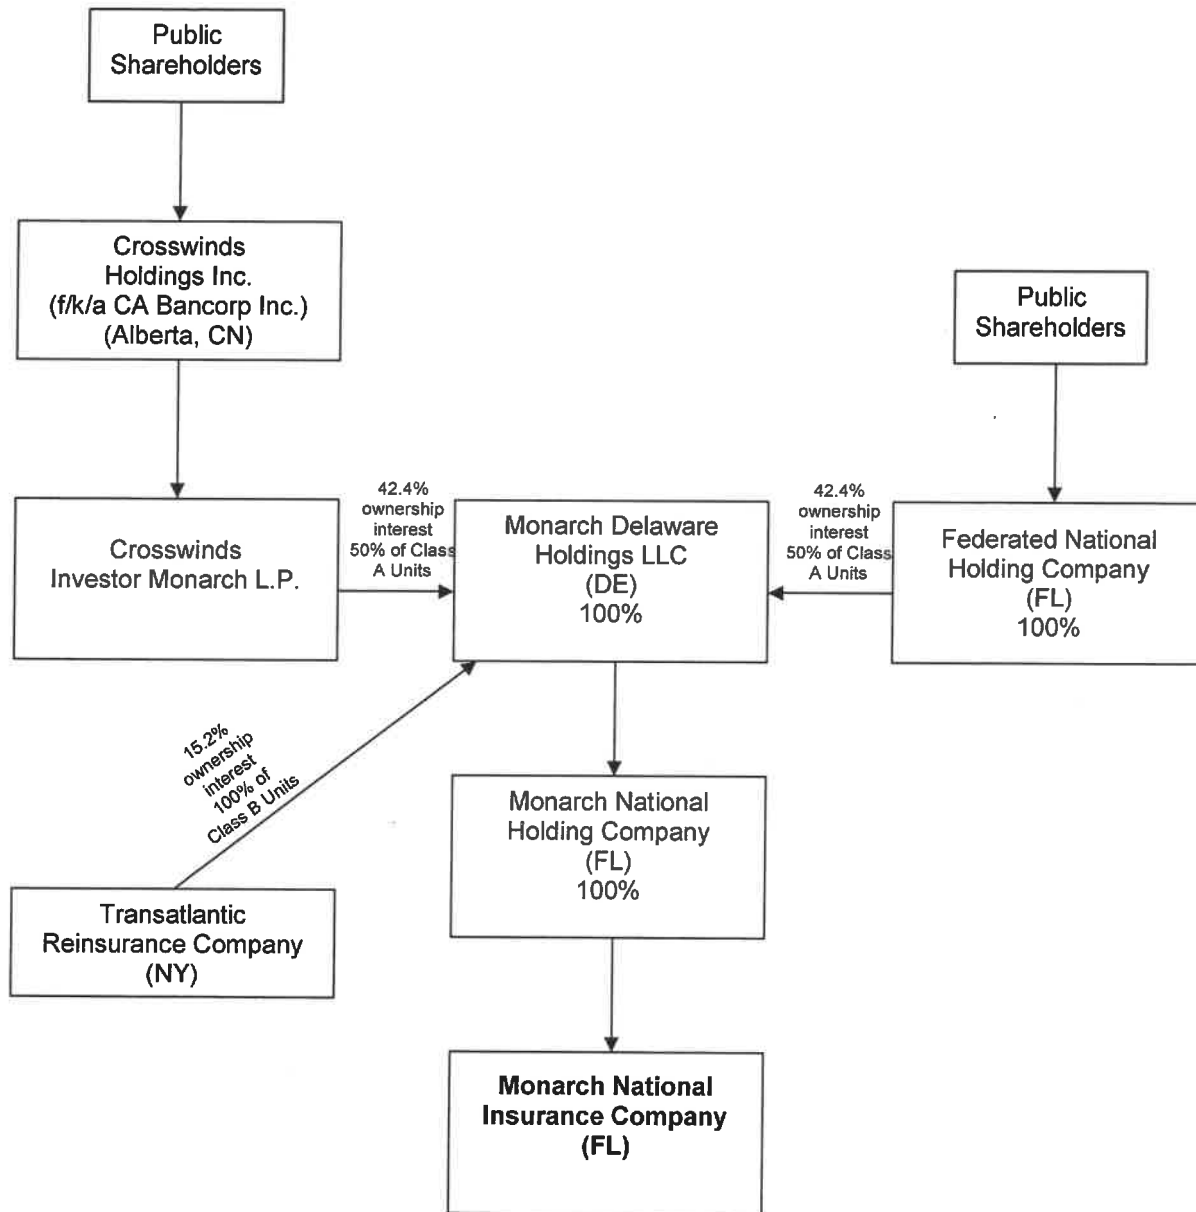 Public
Shareholders
Crosswinds
Holdings Inc.
(f/k/a CA Bancorp Inc.)
(Alberta, CN)
Public
Shareholders
Crosswinds
Investor Monarch L.P.
42.4%
ownership
interest
50% of Class
A Units
Monarch Delaware
Holdings LLC
(DE)
100%
42.4%
ownership
interest
50% of Class
A Units
Federated National
Holding Company
(FL)
100%
15.2%
ownership
interest
100% of
Class B Units
Monarch National
Holding Company
(FL)
100%
Transatlantic
Reinsurance Company
(NY)
Monarch National
Insurance Company
(FL)